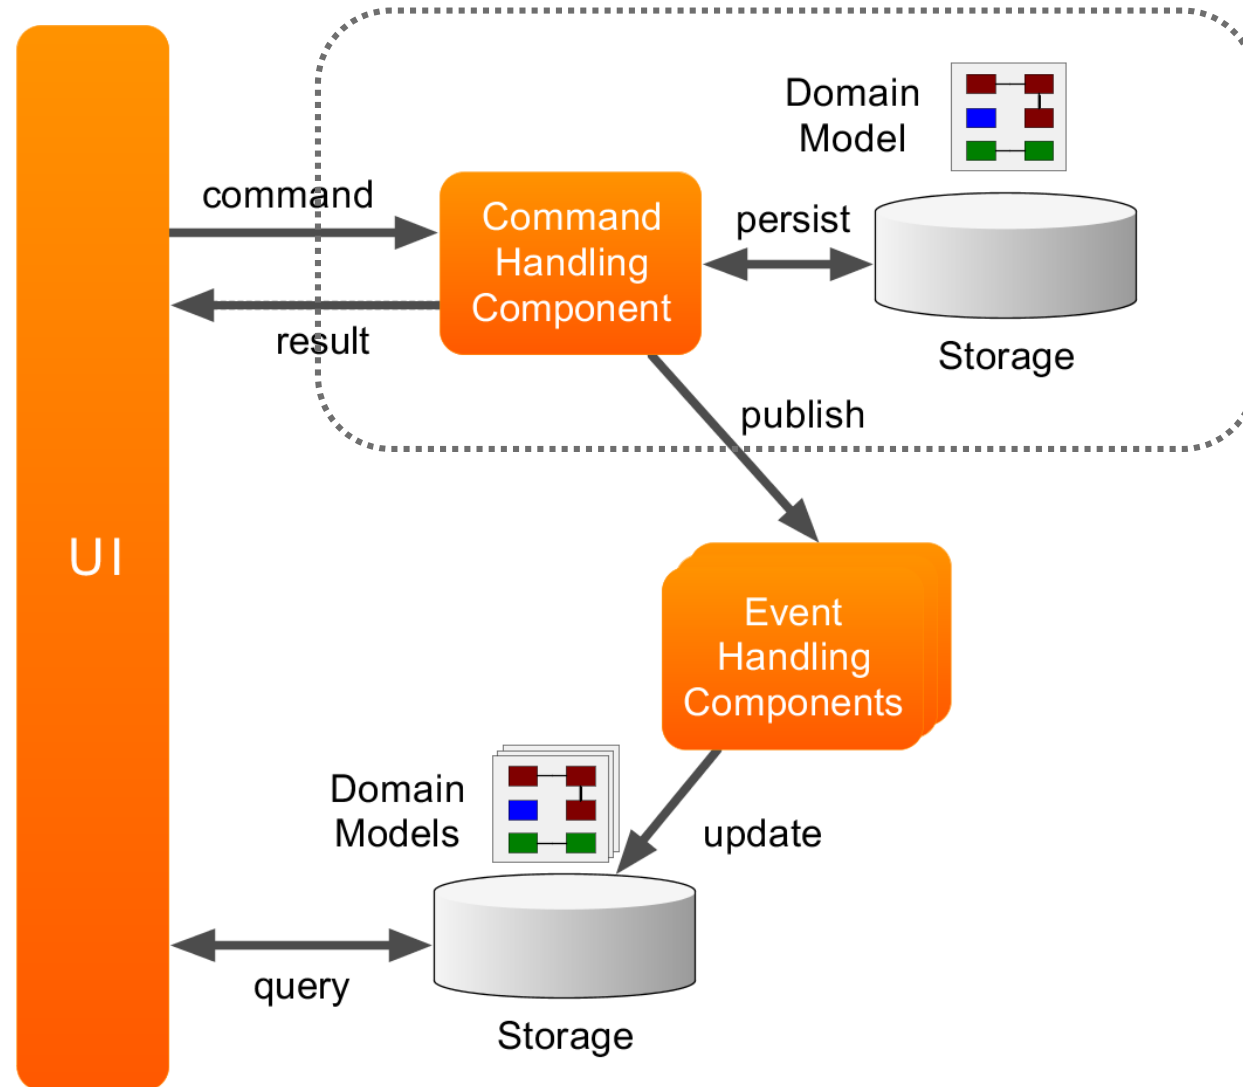 Domain
Model
command
Command
Handling
Component
persist
result
Storage
publish
UI
Event
Handling
Components
Domain
Models
update
query
Storage